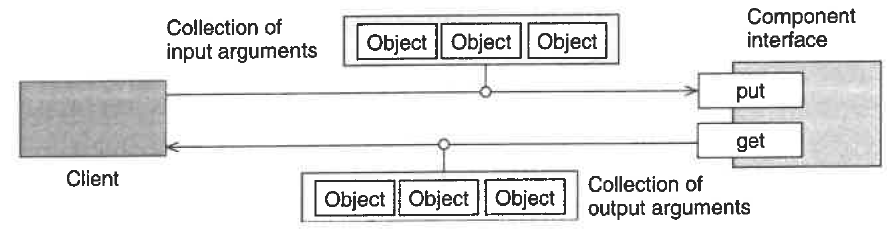 Collection of
input arguments
Object Object Object
Component
interface
put
get
Client
Object Object Object
Collection of
output arguments